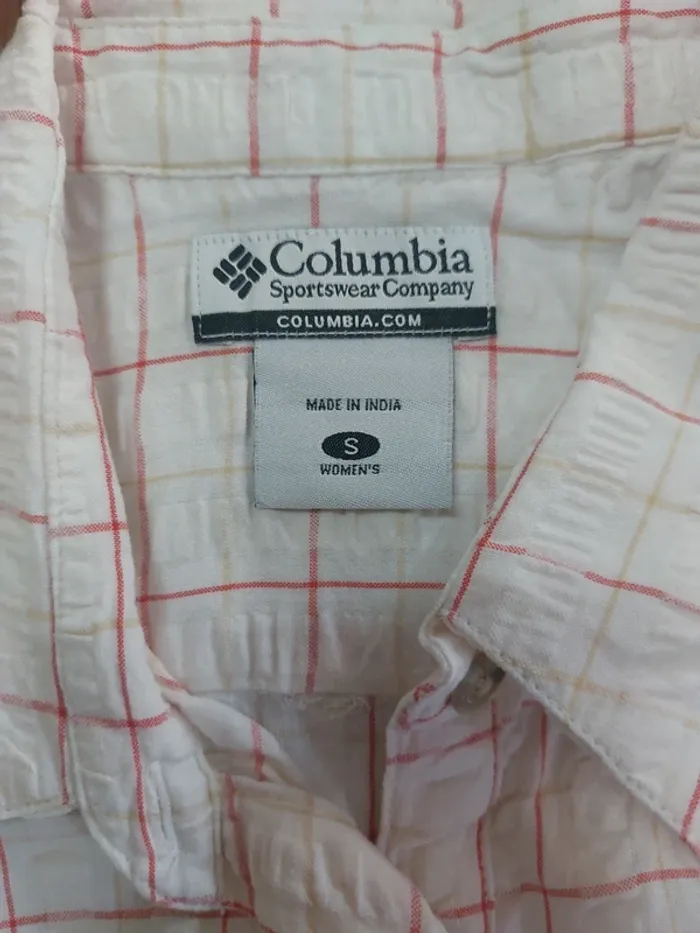 Columbia
Sportswear Company
COLUMBIA.COM
MADE IN INDIA
S
WOMEN'S